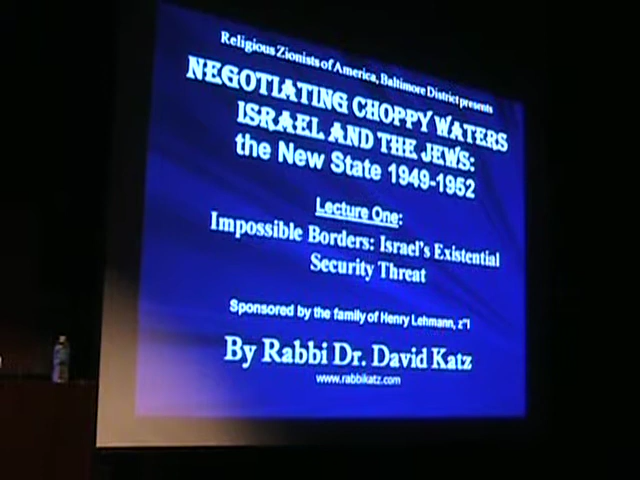 Religious Zionists of America, Baltimore District presents
NEGOTIATING CHOPPY WATERS
ISRAEL AND THE JEWS:
the New State 1949-1952
Lecture One:
Impossible Borders: Israel's Existential
Security Threat
Sponsored by the family of Henry Lehmann, z"l
By Rabbi Dr. David Katz
www.rabbikatz.com